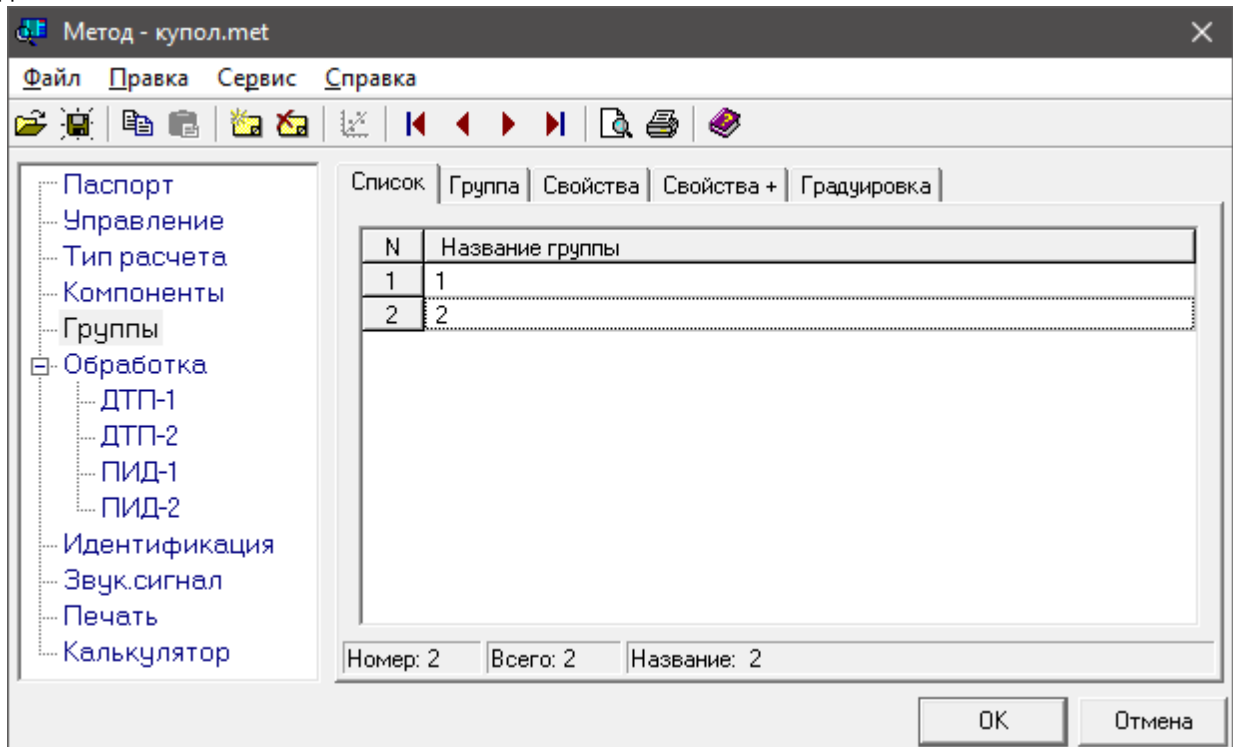 Метод - купол.met
Файл Правка Сервис Справка
Паспорт
Управление
Тип расчета
Компоненты
Группы
Обработка
ДТП-1
ДТП-2
ПИД-1
ПИД-2
Идентификация
Звук.сигнал
Печать
Калькулятор
Список Группа Свойства Свойства + Градуировка
N Название группы
1 1
2 2
Номер: 2 Всего: 2 Название: 2
OK Отмена